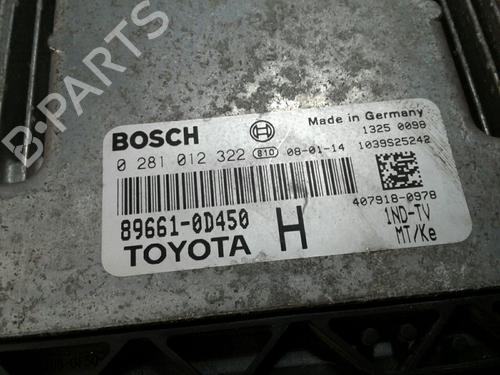 B-PARTS
BOSCH
Made in Germany
1325 0098
0 281 012 322 810 08-01-14 1039S25242
407918-0978
89661-0D450
H
1ND-TV
TOYOTA
MT/Ke